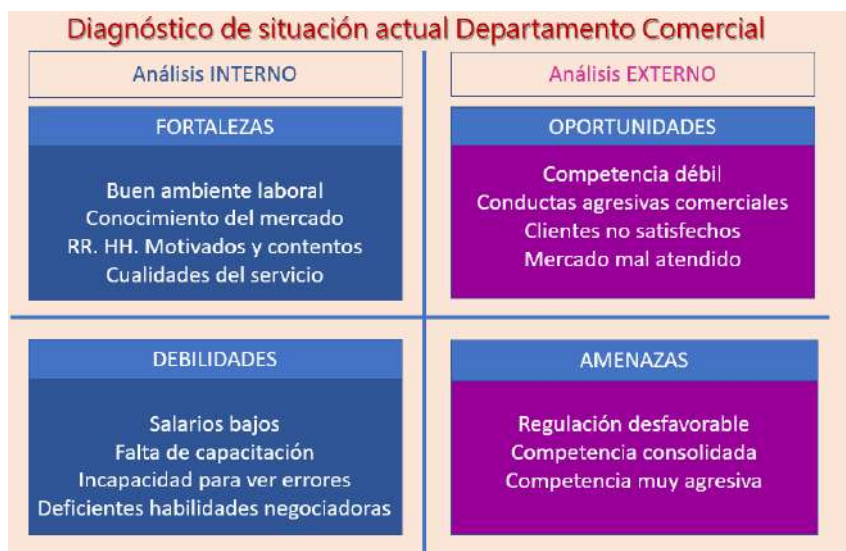 Diagnóstico de situación actual Departamento Comercial
Análisis INTERNO
Análisis EXTERNO
FORTALEZAS
Buen ambiente laboral
Conocimiento del mercado
RR. HH. Motivados y contentos
Cualidades del servicio
OPORTUNIDADES
Competencia débil
Conductas agresivas comerciales
Clientes no satisfechos
Mercado mal atendido
DEBILIDADES
Salarios bajos
Falta de capacitación
Incapacidad para ver errores
Deficientes habilidades negociadoras
AMENAZAS
Regulación desfavorable
Competencia consolidada
Competencia muy agresiva